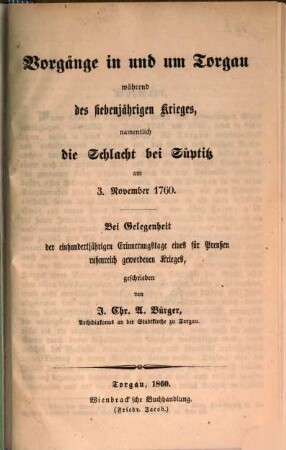 Vorgänge in und um Torgau
während
des siebenjährigen Krieges,
namentlich
die Schlacht bei Süptitz
am
3. November 1760.
Bei Gelegenheit
der einhundertjährigen Erinnerungstage eines für Preußen
ruhmreich gewordenen Krieges,
geschrieben
von
J. Chr. A. Bürger,
Archidiakonus an der Stadtkirche zu Torgau.
Torgau, 1860.
Wienbrack'sche Buchhandlung.
(Friedr. Jacob.)